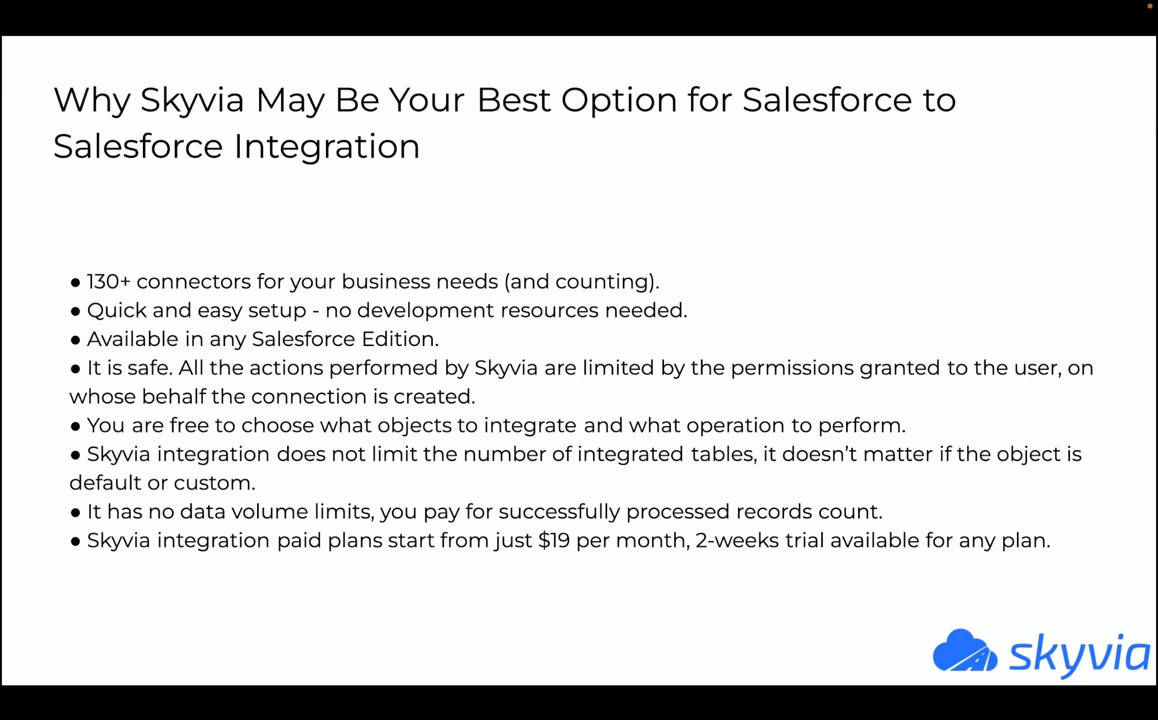 Why Skyvia May Be Your Best Option for Salesforce to
Salesforce Integration
● 130+ connectors for your business needs (and counting).
● Quick and easy setup - no development resources needed.
● Available in any Salesforce Edition.
● It is safe. All the actions performed by Skyvia are limited by the permissions granted to the user, on
whose behalf the connection is created.
● You are free to choose what objects to integrate and what operation to perform.
● Skyvia integration does not limit the number of integrated tables, it doesn’t matter if the object is
default or custom.
● It has no data volume limits, you pay for successfully processed records count.
● Skyvia integration paid plans start from just $19 per month, 2-weeks trial available for any plan.
skyvia